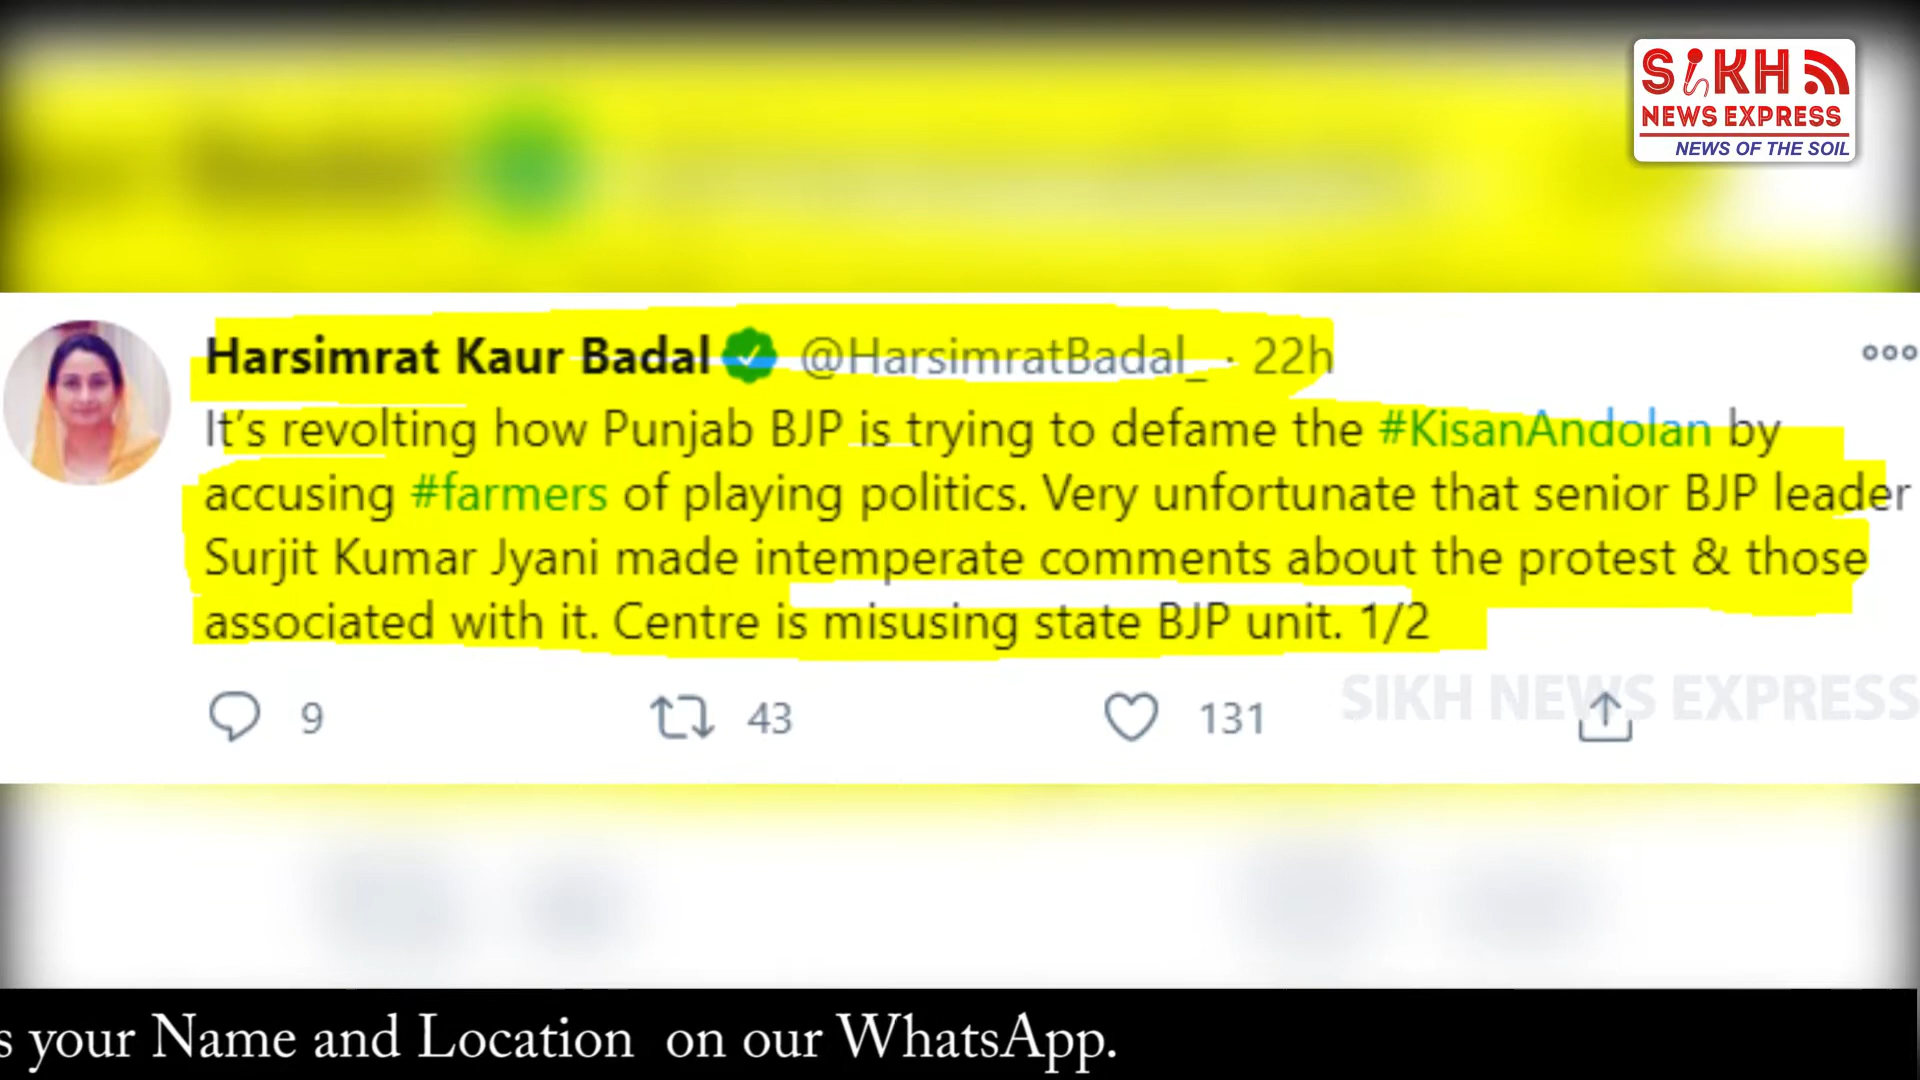 SIKH
NEWS EXPRESS
NEWS OF THE SOIL
Harsimrat Kaur Badal @HarsimratBadal_ · 22h
It's revolting how Punjab BJP is trying to defame the #KisanAndolan by
accusing #farmers of playing politics. Very unfortunate that senior BJP leader
Surjit Kumar Jyani made intemperate comments about the protest & those
associated with it. Centre is misusing state BJP unit. 1/2
9 43 131
SIKH NEWS EXPRESS
s your Name and Location on our WhatsApp.